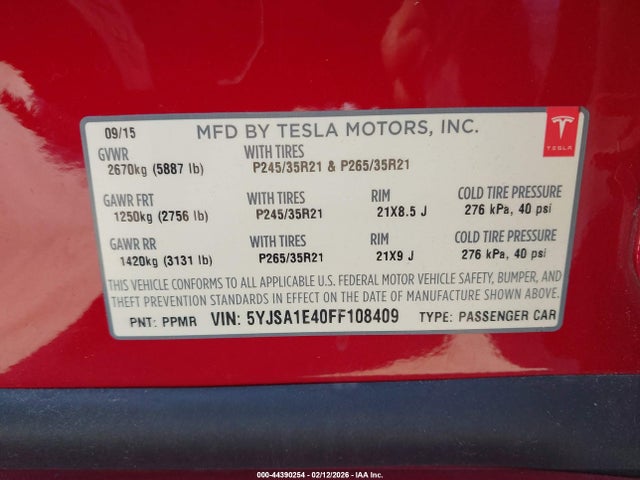 09/15 MFD BY TESLA MOTORS, INC.
TESLA
GVWR WITH TIRES
2670kg (5887 lb) P245/35R21 & P265/35R21
GAWR FRT WITH TIRES RIM COLD TIRE PRESSURE
1250kg (2756 lb) P245/35R21 21X8.5 J 276 kPa, 40 psi
GAWR RR WITH TIRES RIM COLD TIRE PRESSURE
1420kg (3131 lb) P265/35R21 21X9 J 276 kPa, 40 psi
THIS VEHICLE CONFORMS TO ALL APPLICABLE U.S. FEDERAL MOTOR VEHICLE SAFETY, BUMPER, AND
THEFT PREVENTION STANDARDS IN EFFECT ON THE DATE OF MANUFACTURE SHOWN ABOVE.
PNT: PPMR VIN: 5YJSA1E40FF108409 TYPE: PASSENGER CAR
000-44390254 - 02/12/2026 - IAA Inc.